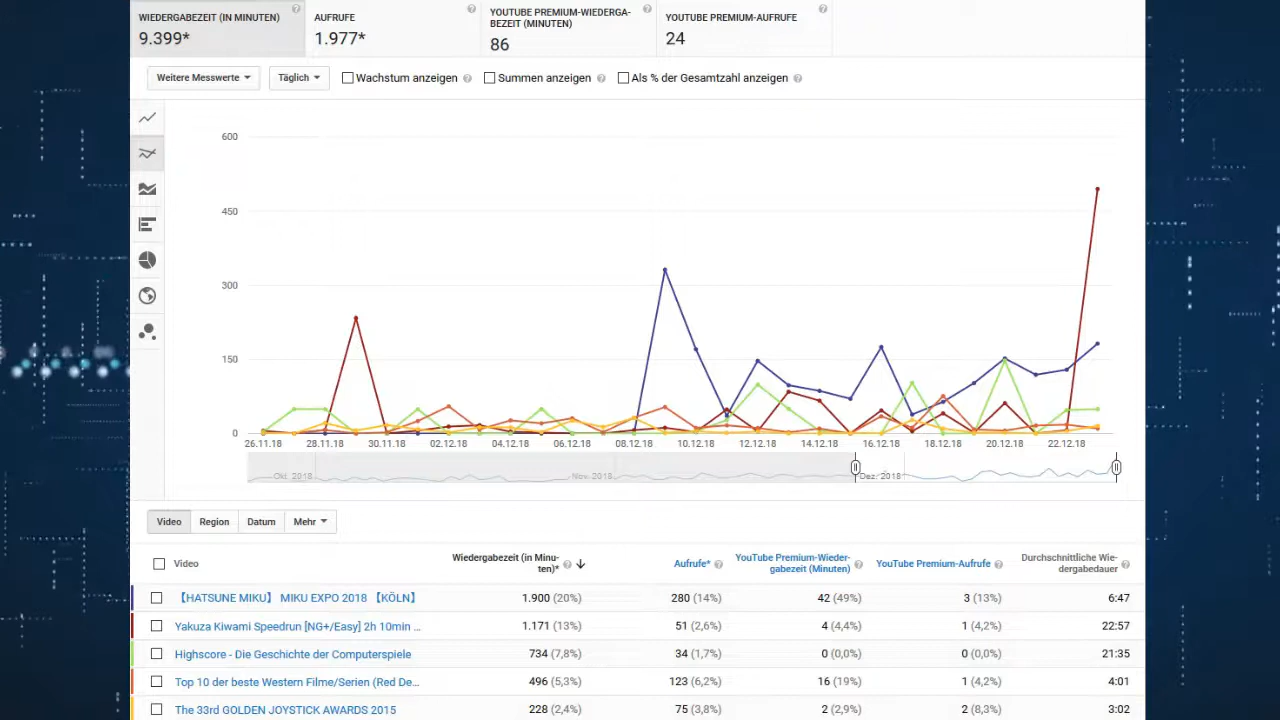 WIEDERGABEZEIT (IN MINUTEN)
9.399*
AUFRUFE
1.977*
YOUTUBE PREMIUM-WIEDERGA-
BEZEIT (MINUTEN)
86
YOUTUBE PREMIUM-AUFRUFE
24
Weitere Messwerte
Täglich
Wachstum anzeigen
Summen anzeigen
Als % der Gesamtzahl anzeigen
600
450
300
150
0
26.11.18 28.11.18 30.11.18 02.12.18 04.12.18 06.12.18 08.12.18 10.12.18 12.12.18 14.12.18 16.12.18 18.12.18 20.12.18 22.12.18
Okt. 2018 Nov. 2018 Dez. 2018
Video Region Datum Mehr
Video
Wiedergabezeit (in Minu-
ten)*
Aufrufe*
YouTube Premium-Wieder-
gabezeit (Minuten)
YouTube Premium-Aufrufe
Durchschnittliche Wie-
dergabedauer
【HATSUNE MIKU】 MIKU EXPO 2018 【KÖLN】 1.900 (20%) 280 (14%) 42 (49%) 3 (13%) 6:47
Yakuza Kiwami Speedrun [NG+/Easy] 2h 10min ... 1.171 (13%) 51 (2,6%) 4 (4,4%) 1 (4,2%) 22:57
Highscore - Die Geschichte der Computerspiele 734 (7,8%) 34 (1,7%) 0 (0,0%) 0 (0,0%) 21:35
Top 10 der beste Western Filme/Serien (Red De... 496 (5,3%) 123 (6,2%) 16 (19%) 1 (4,2%) 4:01
The 33rd GOLDEN JOYSTICK AWARDS 2015 228 (2,4%) 75 (3,8%) 2 (2,9%) 2 (8,3%) 3:02